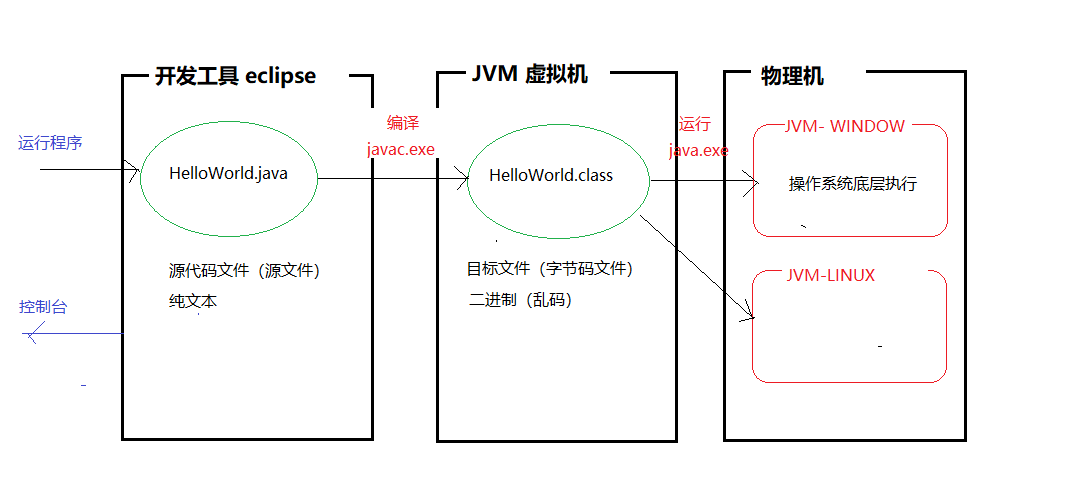 开发工具 eclipse
JVM 虚拟机
物理机
运行程序
编译
javac.exe
运行
java.exe
JVM- WINDOW
HelloWorld.java
HelloWorld.class
操作系统底层执行
源代码文件（源文件）
纯文本
目标文件（字节码文件）
二进制（乱码）
JVM-LINUX
控制台